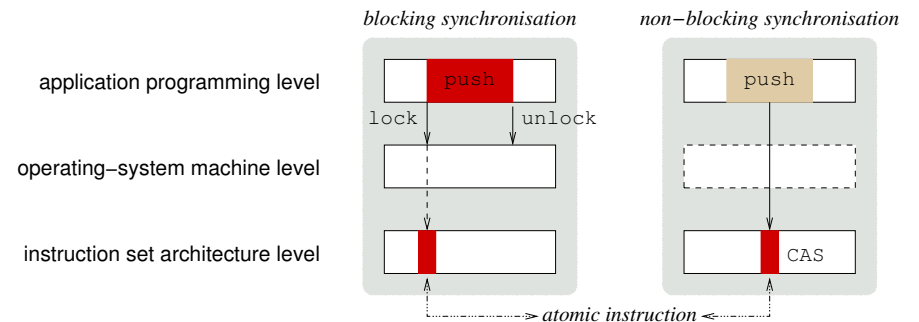 blocking synchronisation
non−blocking synchronisation
application programming level
push
push
lock
unlock
operating−system machine level
instruction set architecture level
CAS
atomic instruction